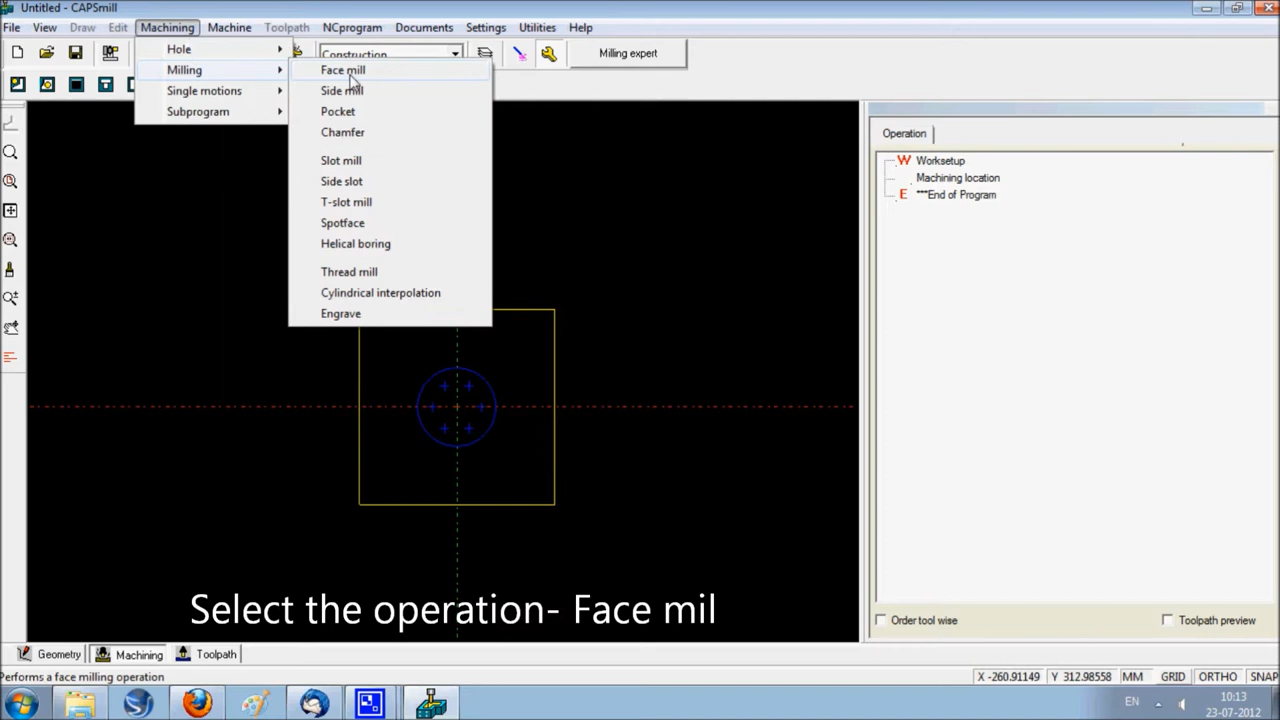 Untitled - CAPSmill
File View Draw Edit Machining Machine Toolpath NCprogram Documents Settings Utilities Help
Construction
Milling expert
Hole
Milling
Single motions
Subprogram
Face mill
Side mill
Pocket
Chamfer
Slot mill
Side slot
T-slot mill
Spotface
Helical boring
Thread mill
Cylindrical interpolation
Engrave
Operation
W Worksetup
Machining location
E ***End of Program
Select the operation- Face mil
Order tool wise Toolpath preview
Geometry Machining Toolpath
Performs a face milling operation X -260.91149 Y 312.98558 MM GRID ORTHO SNAP
EN 10:13
23-07-2012